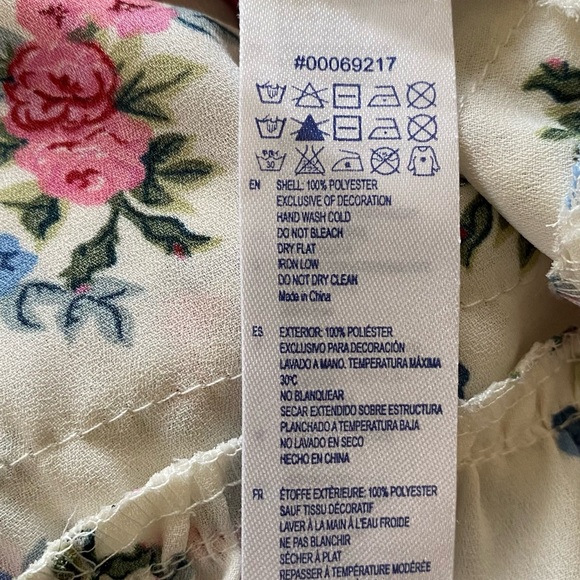 #00069217
30
EN SHELL: 100% POLYESTER
EXCLUSIVE OF DECORATION
HAND WASH COLD
DO NOT BLEACH
DRY FLAT
IRON LOW
DO NOT DRY CLEAN
Made in China
ES EXTERIOR: 100% POLIÉSTER
EXCLUSIVO PARA DECORACIÓN
LAVADO A MANO. TEMPERATURA MÁXIMA
30°C
NO BLANQUEAR
SECAR EXTENDIDO SOBRE ESTRUCTURA
PLANCHADO A TEMPERATURA BAJA
NO LAVADO EN SECO
HECHO EN CHINA
FR ÉTOFFE EXTÉRIEURE: 100% POLYESTER
SAUF TISSU DÉCORATIF
LAVER À LA MAIN À L'EAU FROIDE
NE PAS BLANCHIR
SÉCHER À PLAT
REPASSER À TEMPÉRATURE MODÉRÉE